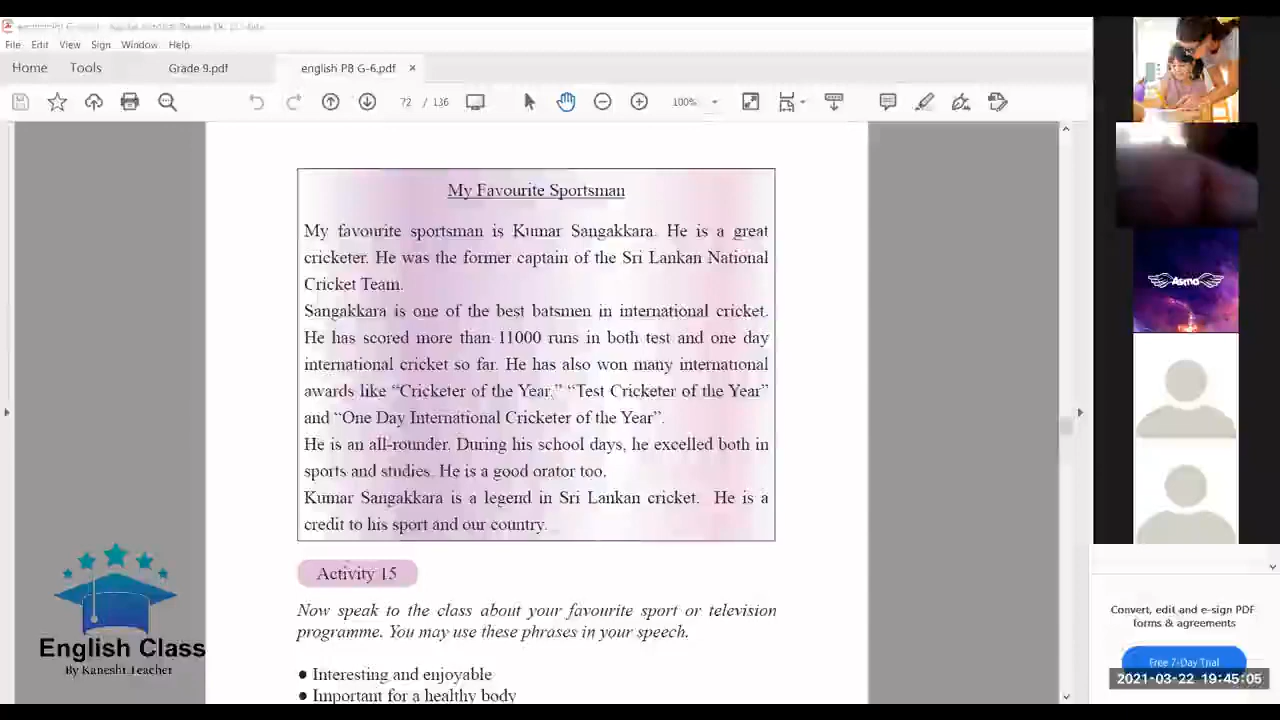 File Edit View Sign Window Help
Home Tools Grade 9.pdf english PB G-6.pdf ×
72 / 136 100%
My Favourite Sportsman
My favourite sportsman is Kumar Sangakkara. He is a great
cricketer. He was the former captain of the Sri Lankan National
Cricket Team.
Sangakkara is one of the best batsmen in international cricket.
He has scored more than 11000 runs in both test and one day
international cricket so far. He has also won many international
awards like “Cricketer of the Year,” “Test Cricketer of the Year”
and “One Day International Cricketer of the Year”.
He is an all-rounder. During his school days, he excelled both in
sports and studies. He is a good orator too.
Kumar Sangakkara is a legend in Sri Lankan cricket. He is a
credit to his sport and our country.
Activity 15
Now speak to the class about your favourite sport or television
programme. You may use these phrases in your speech.
● Interesting and enjoyable
● Important for a healthy body
English Class
By Kaneshi Teacher
Asma
Convert, edit and e-sign PDF
forms & agreements
Free 7-Day Trial
2021-03-22 19:45:05